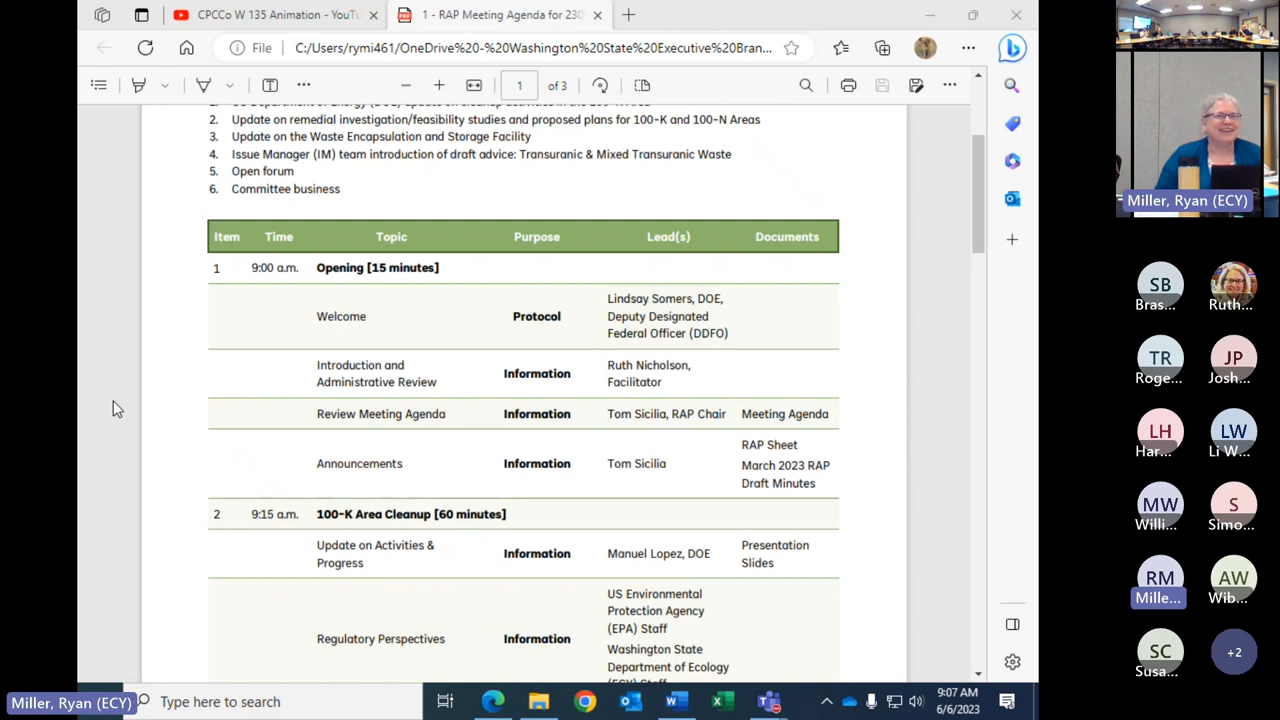 CPCCo W 135 Animation - YouTu
1 - RAP Meeting Agenda for 230
File
C:/Users/rymi461/OneDrive%20-%20Washington%20State%20Executive%20Bran...
1
of 3
2. Update on remedial investigation/feasibility studies and proposed plans for 100-K and 100-N Areas
3. Update on the Waste Encapsulation and Storage Facility
4. Issue Manager (IM) team introduction of draft advice: Transuranic & Mixed Transuranic Waste
5. Open forum
6. Committee business
Item Time Topic Purpose Lead(s) Documents
1 9:00 a.m. Opening [15 minutes]
Welcome Protocol Lindsay Somers, DOE,
Deputy Designated
Federal Officer (DDFO)
Introduction and
Administrative Review
Information
Ruth Nicholson,
Facilitator
Review Meeting Agenda Information Tom Sicilia, RAP Chair Meeting Agenda
Announcements Information Tom Sicilia
RAP Sheet
March 2023 RAP
Draft Minutes
2 9:15 a.m. 100-K Area Cleanup [60 minutes]
Update on Activities &
Progress
Information
Manuel Lopez, DOE
Presentation
Slides
Regulatory Perspectives Information
US Environmental
Protection Agency
(EPA) Staff
Washington State
Department of Ecology
(ECY) Staff
Type here to search
9:07 AM
6/6/2023
Miller, Ryan (ECY)
Miller, Ryan (ECY)
SB
Bras...
Ruth...
TR
Roge...
JP
Josh...
LH
Har...
LW
Li W...
MW
Willi...
S
Simo...
RM
Mille...
AW
Wib...
SC
Susa...
+2